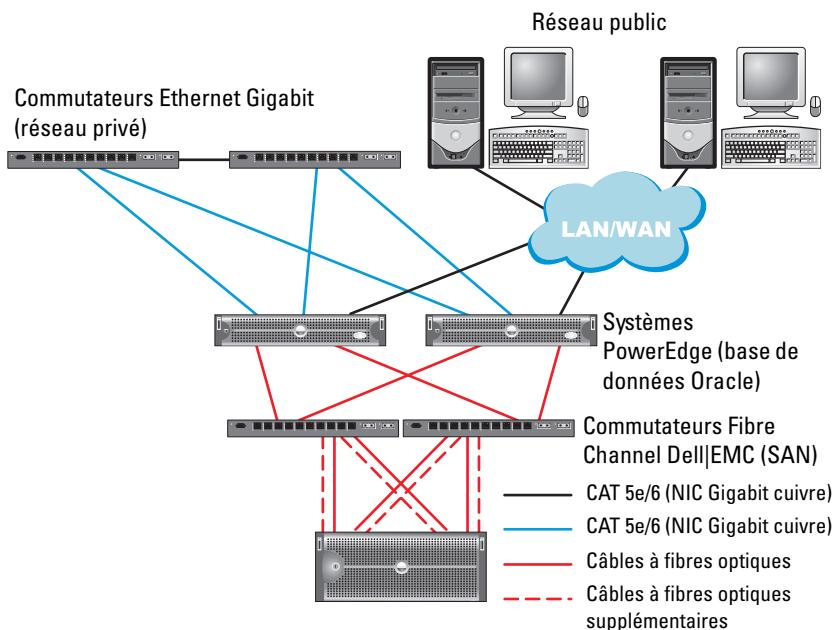 Réseau public
Commutateurs Ethernet Gigabit
(réseau privé)
LAN/WAN
Systèmes
PowerEdge (base de
données Oracle)
Commutateurs Fibre
Channel Dell|EMC (SAN)
CAT 5e/6 (NIC Gigabit cuivre)
CAT 5e/6 (NIC Gigabit cuivre)
Câbles à fibres optiques
Câbles à fibres optiques
supplémentaires